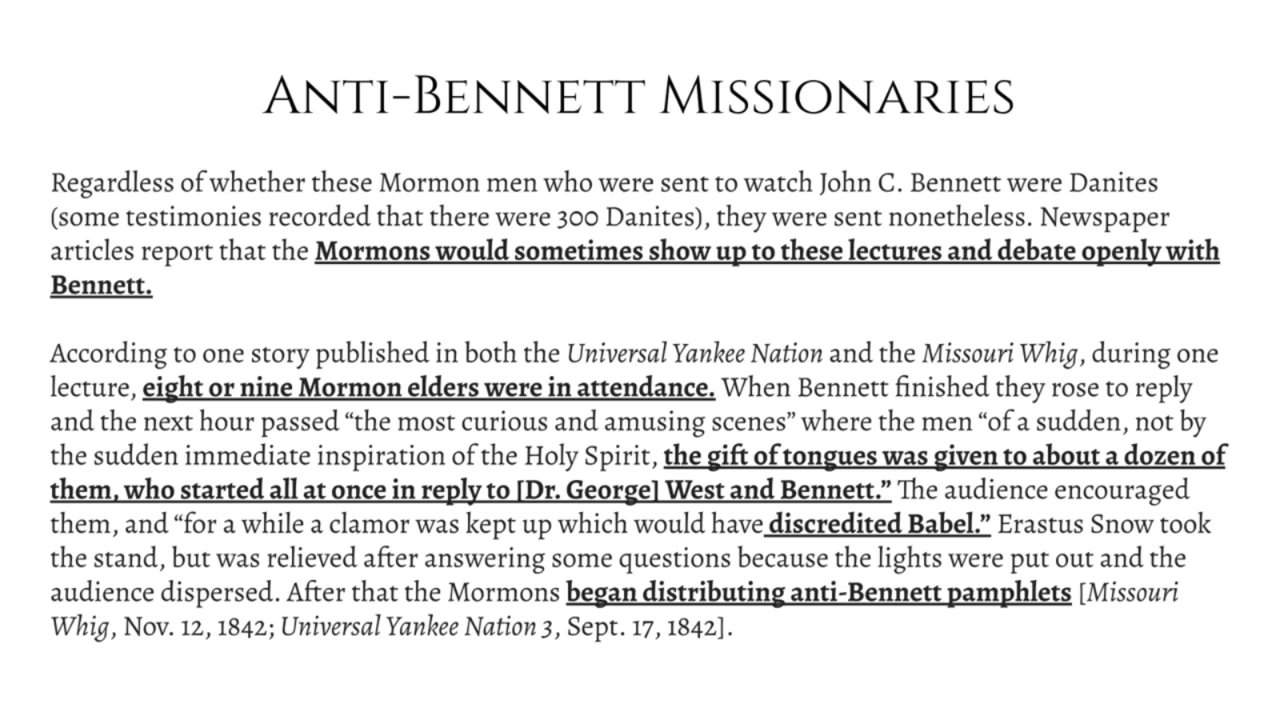 Anti-Bennett Missionaries
Regardless of whether these Mormon men who were sent to watch John C. Bennett were Danites
(some testimonies recorded that there were 300 Danites), they were sent nonetheless. Newspaper
articles report that the Mormons would sometimes show up to these lectures and debate openly with
Bennett.
According to one story published in both the Universal Yankee Nation and the Missouri Whig, during one
lecture, eight or nine Mormon elders were in attendance. When Bennett finished they rose to reply
and the next hour passed “the most curious and amusing scenes” where the men “of a sudden, not by
the sudden immediate inspiration of the Holy Spirit, the gift of tongues was given to about a dozen of
them, who started all at once in reply to [Dr. George] West and Bennett.” The audience encouraged
them, and “for a while a clamor was kept up which would have discredited Babel.” Erastus Snow took
the stand, but was relieved after answering some questions because the lights were put out and the
audience dispersed. After that the Mormons began distributing anti-Bennett pamphlets [Missouri
Whig, Nov. 12, 1842; Universal Yankee Nation 3, Sept. 17, 1842].